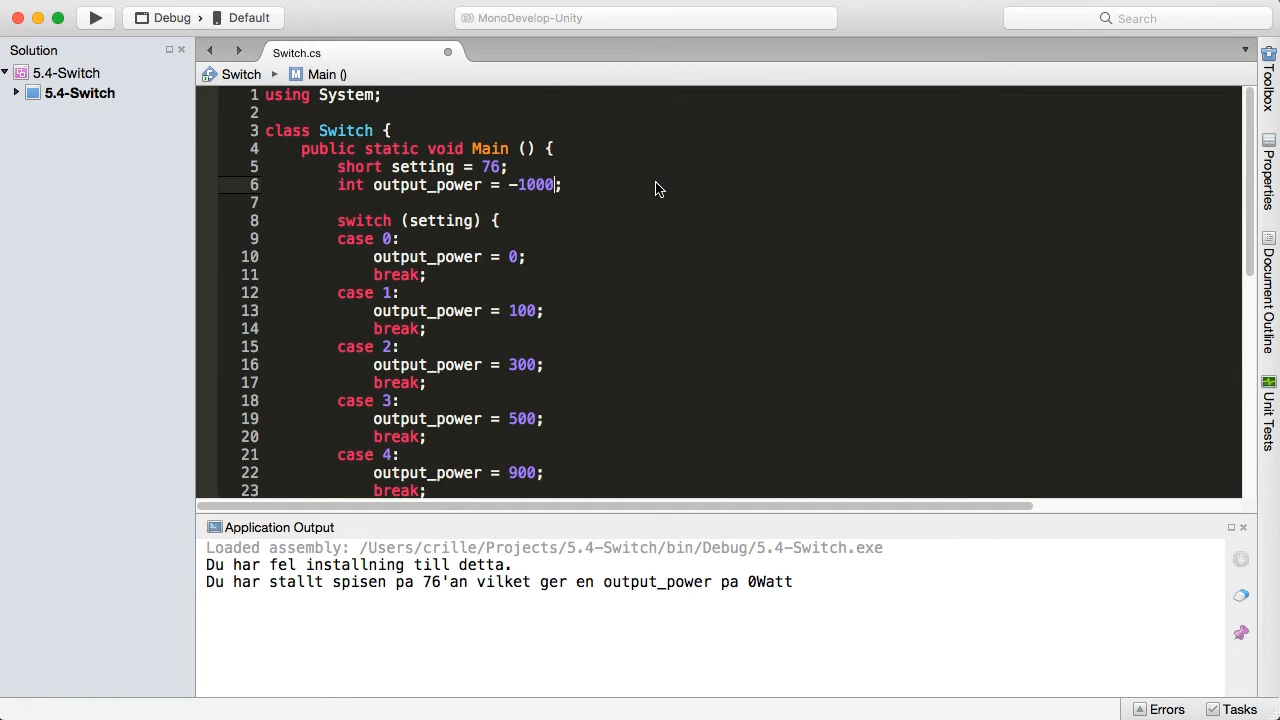 Debug > Default
MonoDevelop-Unity
Search
Solution
5.4-Switch
5.4-Switch
Switch.cs
Switch ▸ Main ()
1 using System;
2
3 class Switch {
4 public static void Main () {
5 short setting = 76;
6 int output_power = -1000;
7
8 switch (setting) {
9 case 0:
10 output_power = 0;
11 break;
12 case 1:
13 output_power = 100;
14 break;
15 case 2:
16 output_power = 300;
17 break;
18 case 3:
19 output_power = 500;
20 break;
21 case 4:
22 output_power = 900;
23 break;
Toolbox
Properties
Document Outline
Unit Tests
Application Output
Loaded assembly: /Users/crille/Projects/5.4-Switch/bin/Debug/5.4-Switch.exe
Du har fel installning till detta.
Du har stallt spisen pa 76'an vilket ger en output_power pa 0Watt
Errors
Tasks